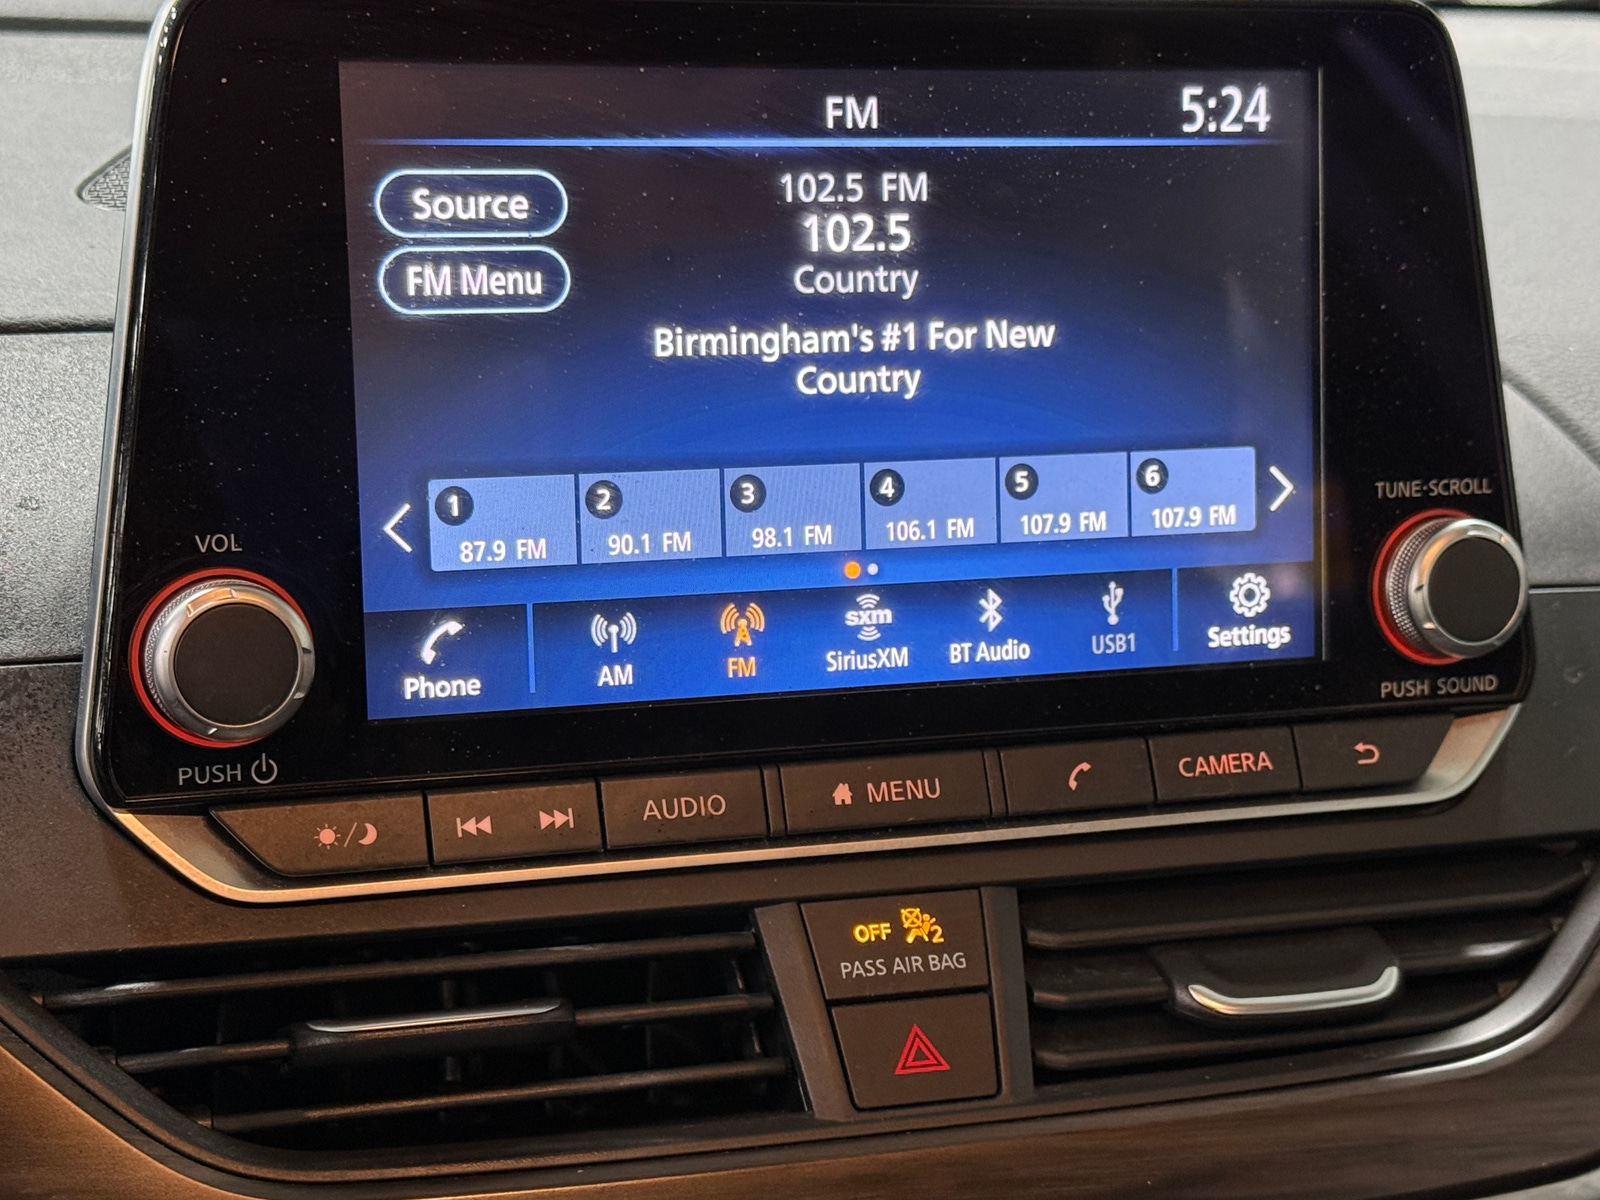 FM
5:24
Source
FM Menu
102.5 FM
102.5
Country
Birmingham's #1 For New
Country
1
87.9 FM
2
90.1 FM
3
98.1 FM
4
106.1 FM
5
107.9 FM
6
107.9 FM
Phone
AM
FM
sxm
SiriusXM
BT Audio
USB1
Settings
VOL
PUSH
TUNE·SCROLL
PUSH SOUND
AUDIO
MENU
CAMERA
OFF 2
PASS AIR BAG